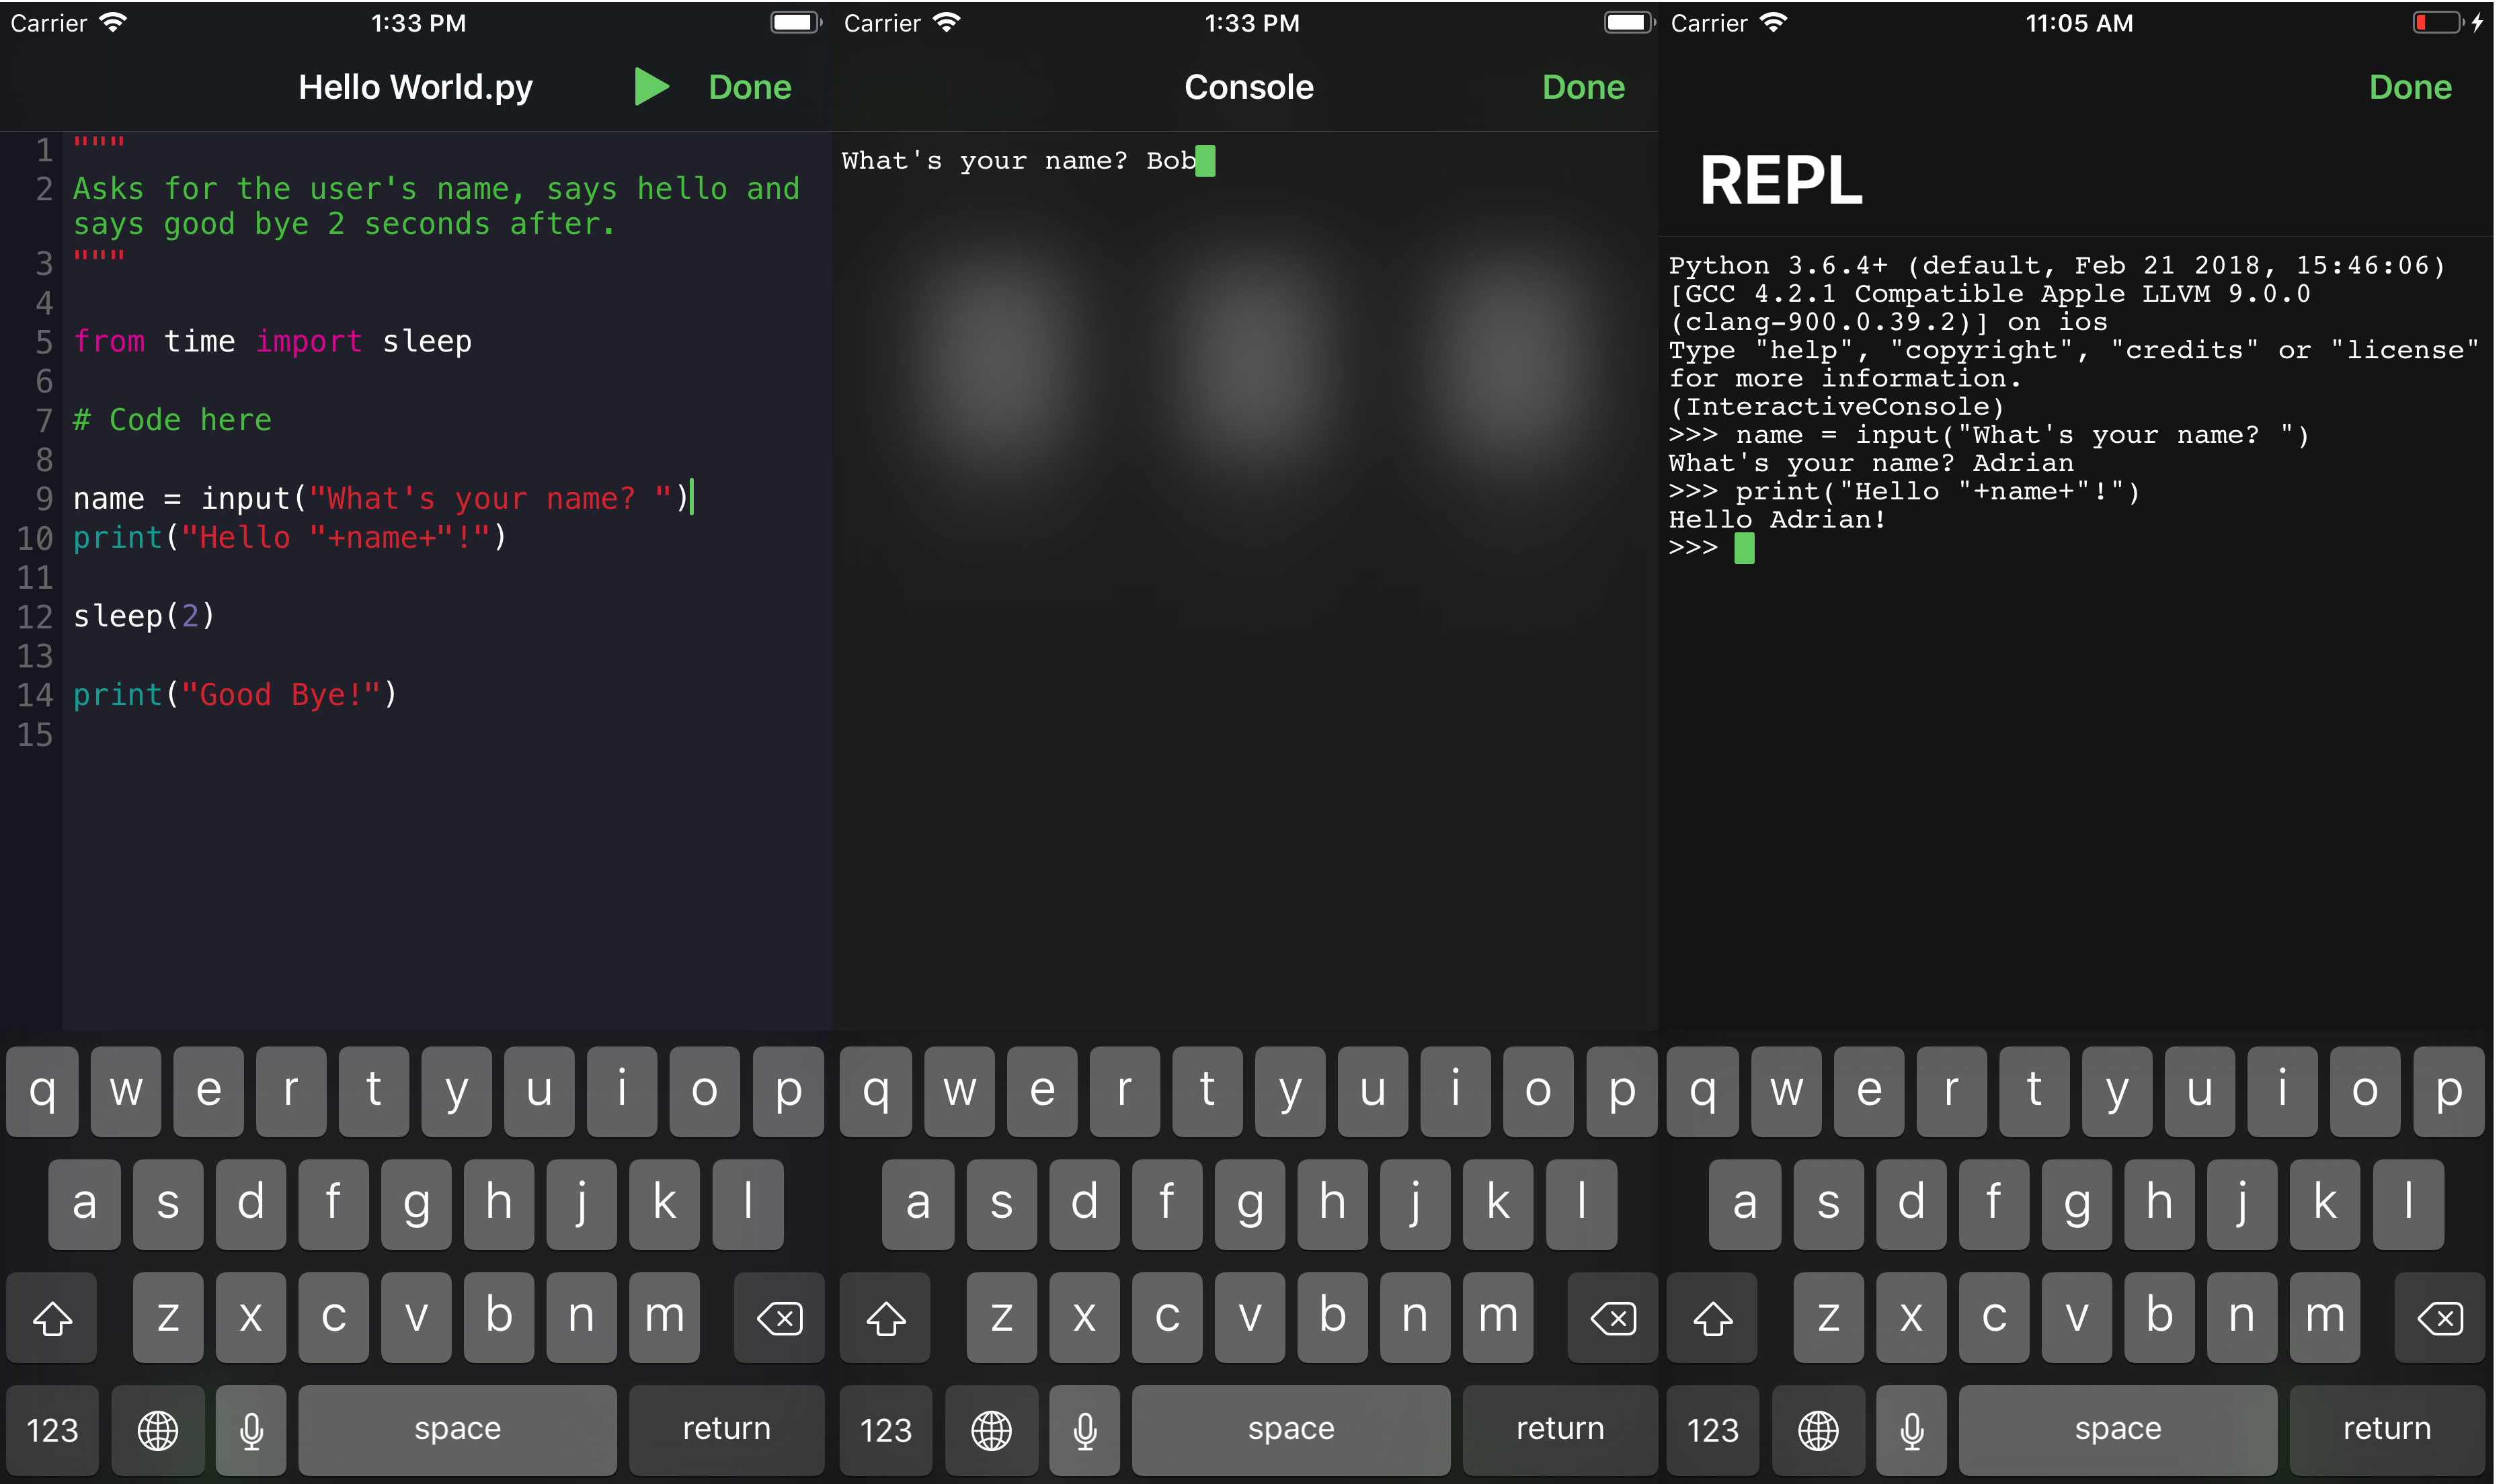 Carrier 1:33 PM
Hello World.py Done
1 """
2 Asks for the user's name, says hello and
says good bye 2 seconds after.
3 """
4
5 from time import sleep
6
7 # Code here
8
9 name = input("What's your name? ")
10 print("Hello "+name+"!")
11
12 sleep(2)
13
14 print("Good Bye!")
15
q w e r t y u i o p
a s d f g h j k l
z x c v b n m
123 space return
Carrier 1:33 PM
Console Done
What's your name? Bob
q w e r t y u i o p
a s d f g h j k l
z x c v b n m
123 space return
Carrier 11:05 AM
Done
REPL
Python 3.6.4+ (default, Feb 21 2018, 15:46:06)
[GCC 4.2.1 Compatible Apple LLVM 9.0.0
(clang-900.0.39.2)] on ios
Type "help", "copyright", "credits" or "license"
for more information.
(InteractiveConsole)
>>> name = input("What's your name? ")
What's your name? Adrian
>>> print("Hello "+name+"!")
Hello Adrian!
>>>
q w e r t y u i o p
a s d f g h j k l
z x c v b n m
123 space return